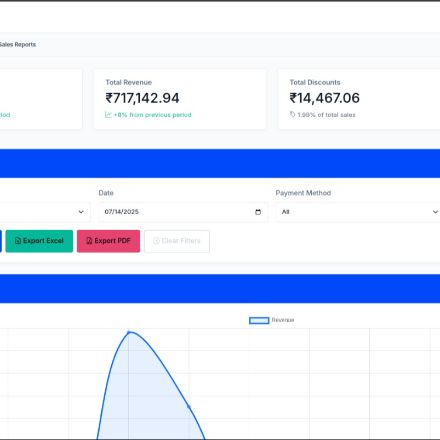 Sales Reports
Total Revenue
Total Discounts
₹717,142.94
₹14,467.06
+8% from previous period
1.98% of total sales
Date
Payment Method
07/14/2025
All
Export Excel
Export PDF
Clear Filters
Revenue